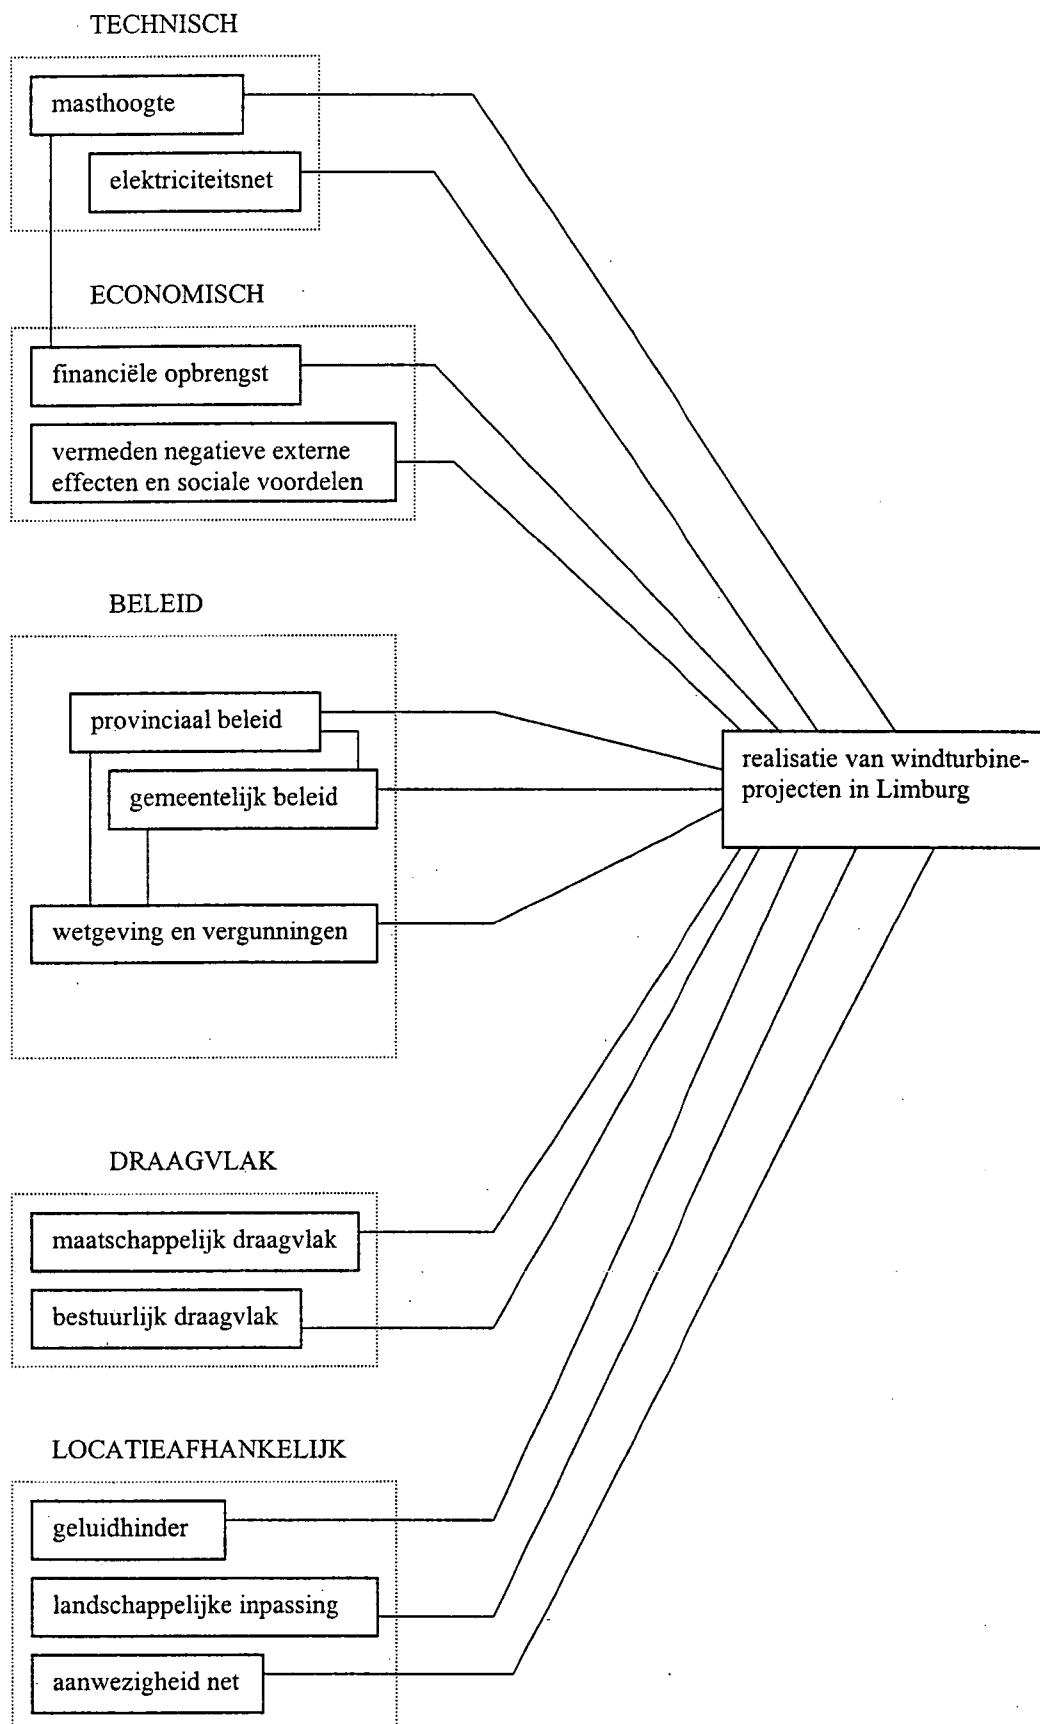 TECHNISCH
masthoogte
elektriciteitsnet
ECONOMISCH
financiële opbrengst
vermeden negatieve externe
effecten en sociale voordelen
BELEID
provinciaal beleid
gemeentelijk beleid
wetgeving en vergunningen
realisatie van windturbine-
projecten in Limburg
DRAAGVLAK
maatschappelijk draagvlak
bestuurlijk draagvlak
LOCATIEAFHANKELIJK
geluidhinder
landschappelijke inpassing
aanwezigheid net